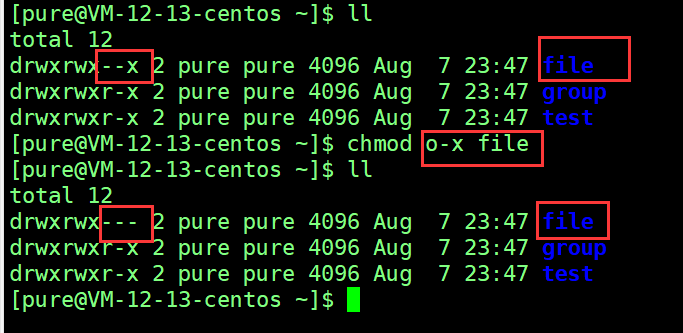 [pure@VM-12-13-centos ~]$ ll
total 12
drwxrwx--x 2 pure pure 4096 Aug  7 23:47 file
drwxrwxr-x 2 pure pure 4096 Aug  7 23:47 group
drwxrwxr-x 2 pure pure 4096 Aug  7 23:47 test
[pure@VM-12-13-centos ~]$ chmod o-x file
[pure@VM-12-13-centos ~]$ ll
total 12
drwxrwx--- 2 pure pure 4096 Aug  7 23:47 file
drwxrwxr-x 2 pure pure 4096 Aug  7 23:47 group
drwxrwxr-x 2 pure pure 4096 Aug  7 23:47 test
[pure@VM-12-13-centos ~]$